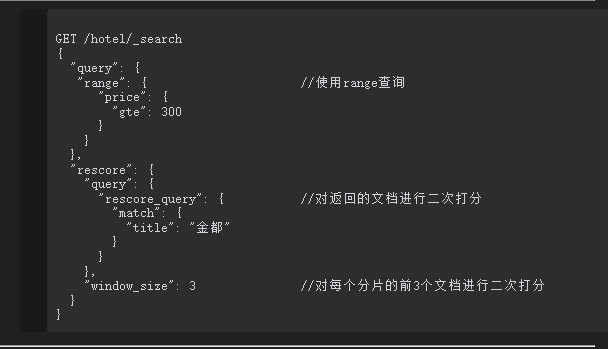 GET /hotel/_search
{
  "query": {
   "range": {                      //使用range查询
      "price": {
        "gte": 300
      }
    }
  },
  "rescore": {
    "query": {
      "rescore_query": {           //对返回的文档进行二次打分
        "match": {
          "title": "金都"
        }
      }
    },
    "window_size": 3               //对每个分片的前3个文档进行二次打分
  }
}